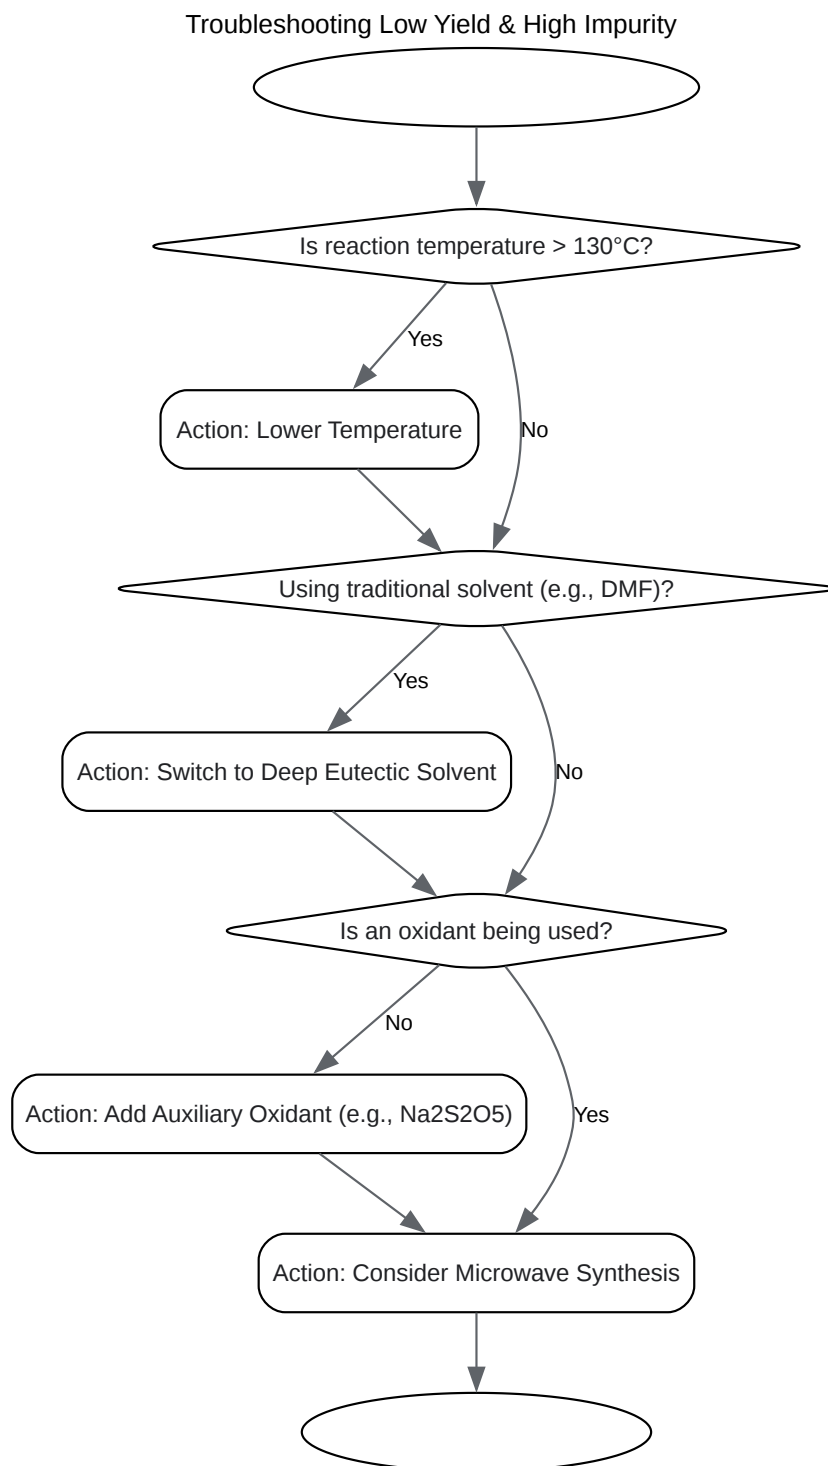 Troubleshooting Low Yield & High Impurity
Is reaction temperature > 130°C?
Yes
Action: Lower Temperature
No
Using traditional solvent (e.g., DMF)?
Yes
Action: Switch to Deep Eutectic Solvent
No
Is an oxidant being used?
No
Action: Add Auxiliary Oxidant (e.g., Na2S2O5)
Yes
Action: Consider Microwave Synthesis